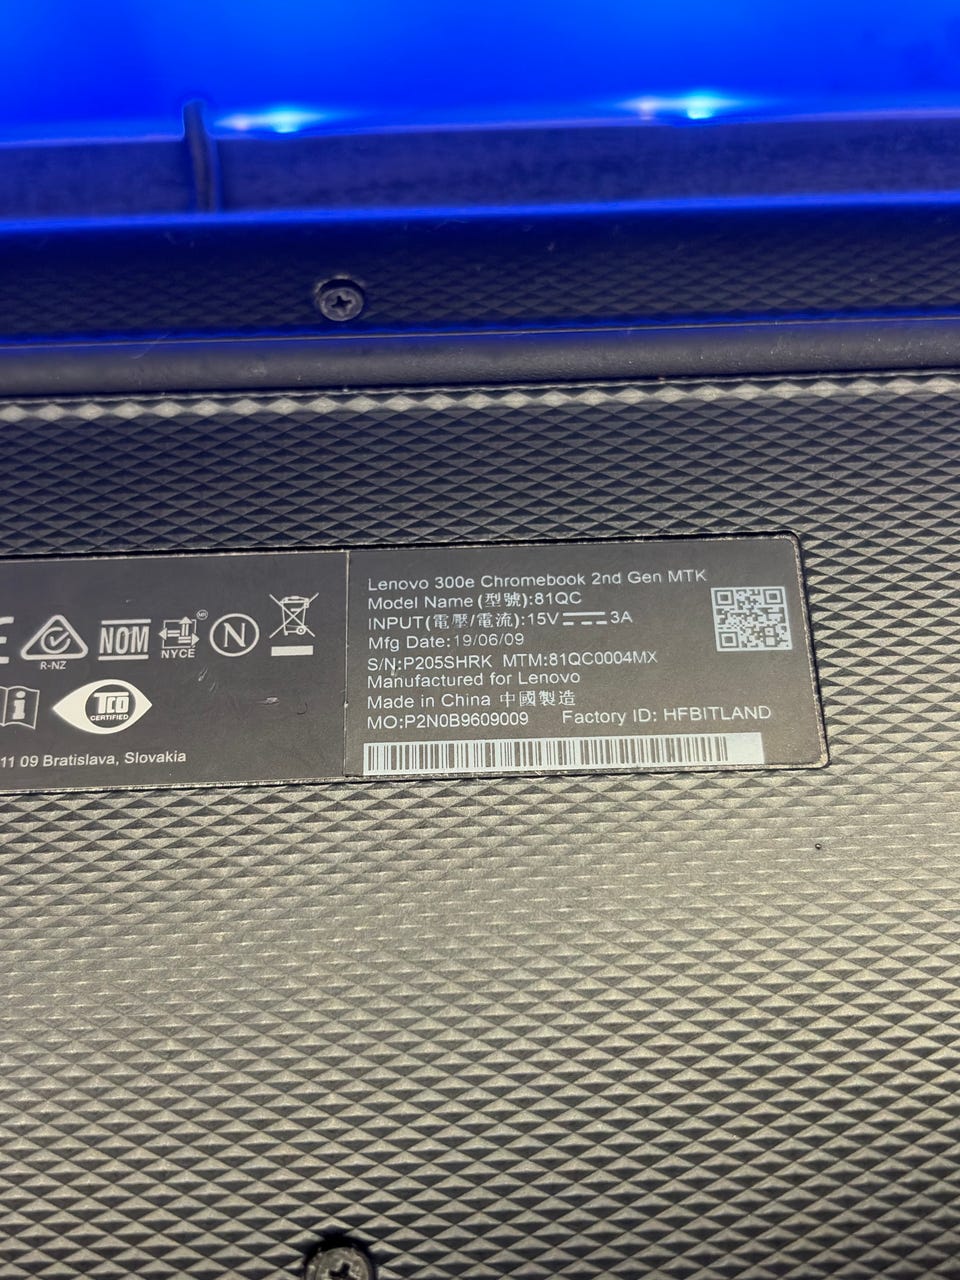 Lenovo 300e Chromebook 2nd Gen MTK
Model Name (型號):81QC
INPUT(電壓/電流):15V 3A
Mfg Date:19/06/09
S/N:P205SHRK MTM:81QC0004MX
Manufactured for Lenovo
Made in China 中國製造
MO:P2N0B9609009 Factory ID: HFBITLAND
R-NZ
NOM
NYCE
N
i
TCO
CERTIFIED
11 09 Bratislava, Slovakia